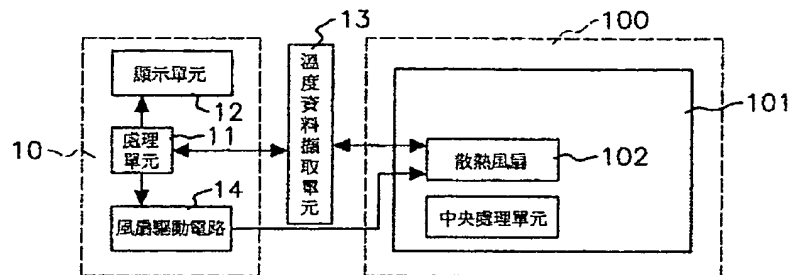 13
100
顯示單元
12
溫度資料擷取單元
101
10
處理
單元
11
散熱風扇
102
14
風扇驅動電路
中央處理單元